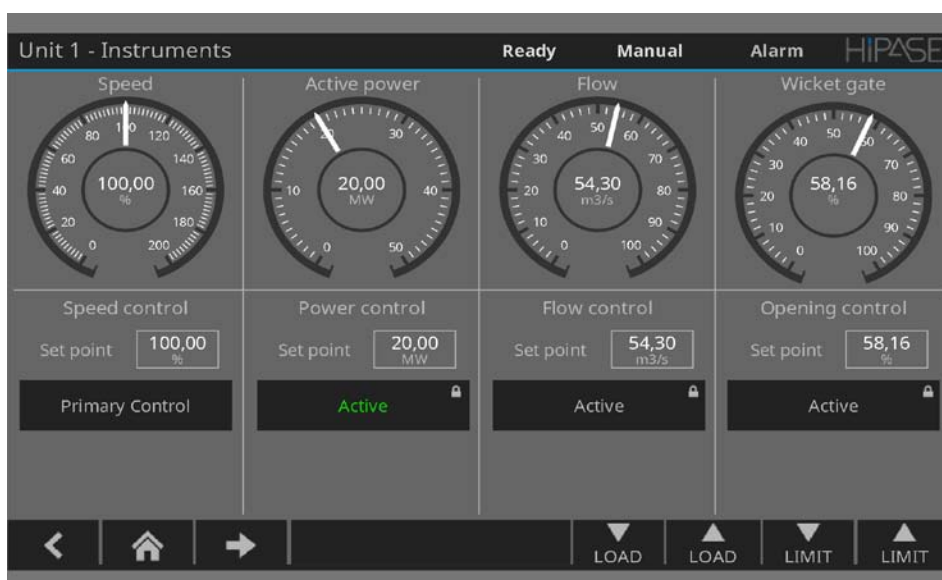 Unit 1 - Instruments Ready Manual Alarm HIPASE
Speed Active power Flow Wicket gate
0 20 40 60 80 100 120 140 160 180 200
100,00
%
0 10 20 30 40 50
20,00
MW
0 10 20 30 40 50 60 70 80 90 100
54,30
m3/s
0 10 20 30 40 50 60 70 80 90 100
58,16
%
Speed control Power control Flow control Opening control
Set point 100,00 % Set point 20,00 MW Set point 54,30 m3/s Set point 58,16 %
Primary Control Active Active Active
LOAD LOAD LIMIT LIMIT